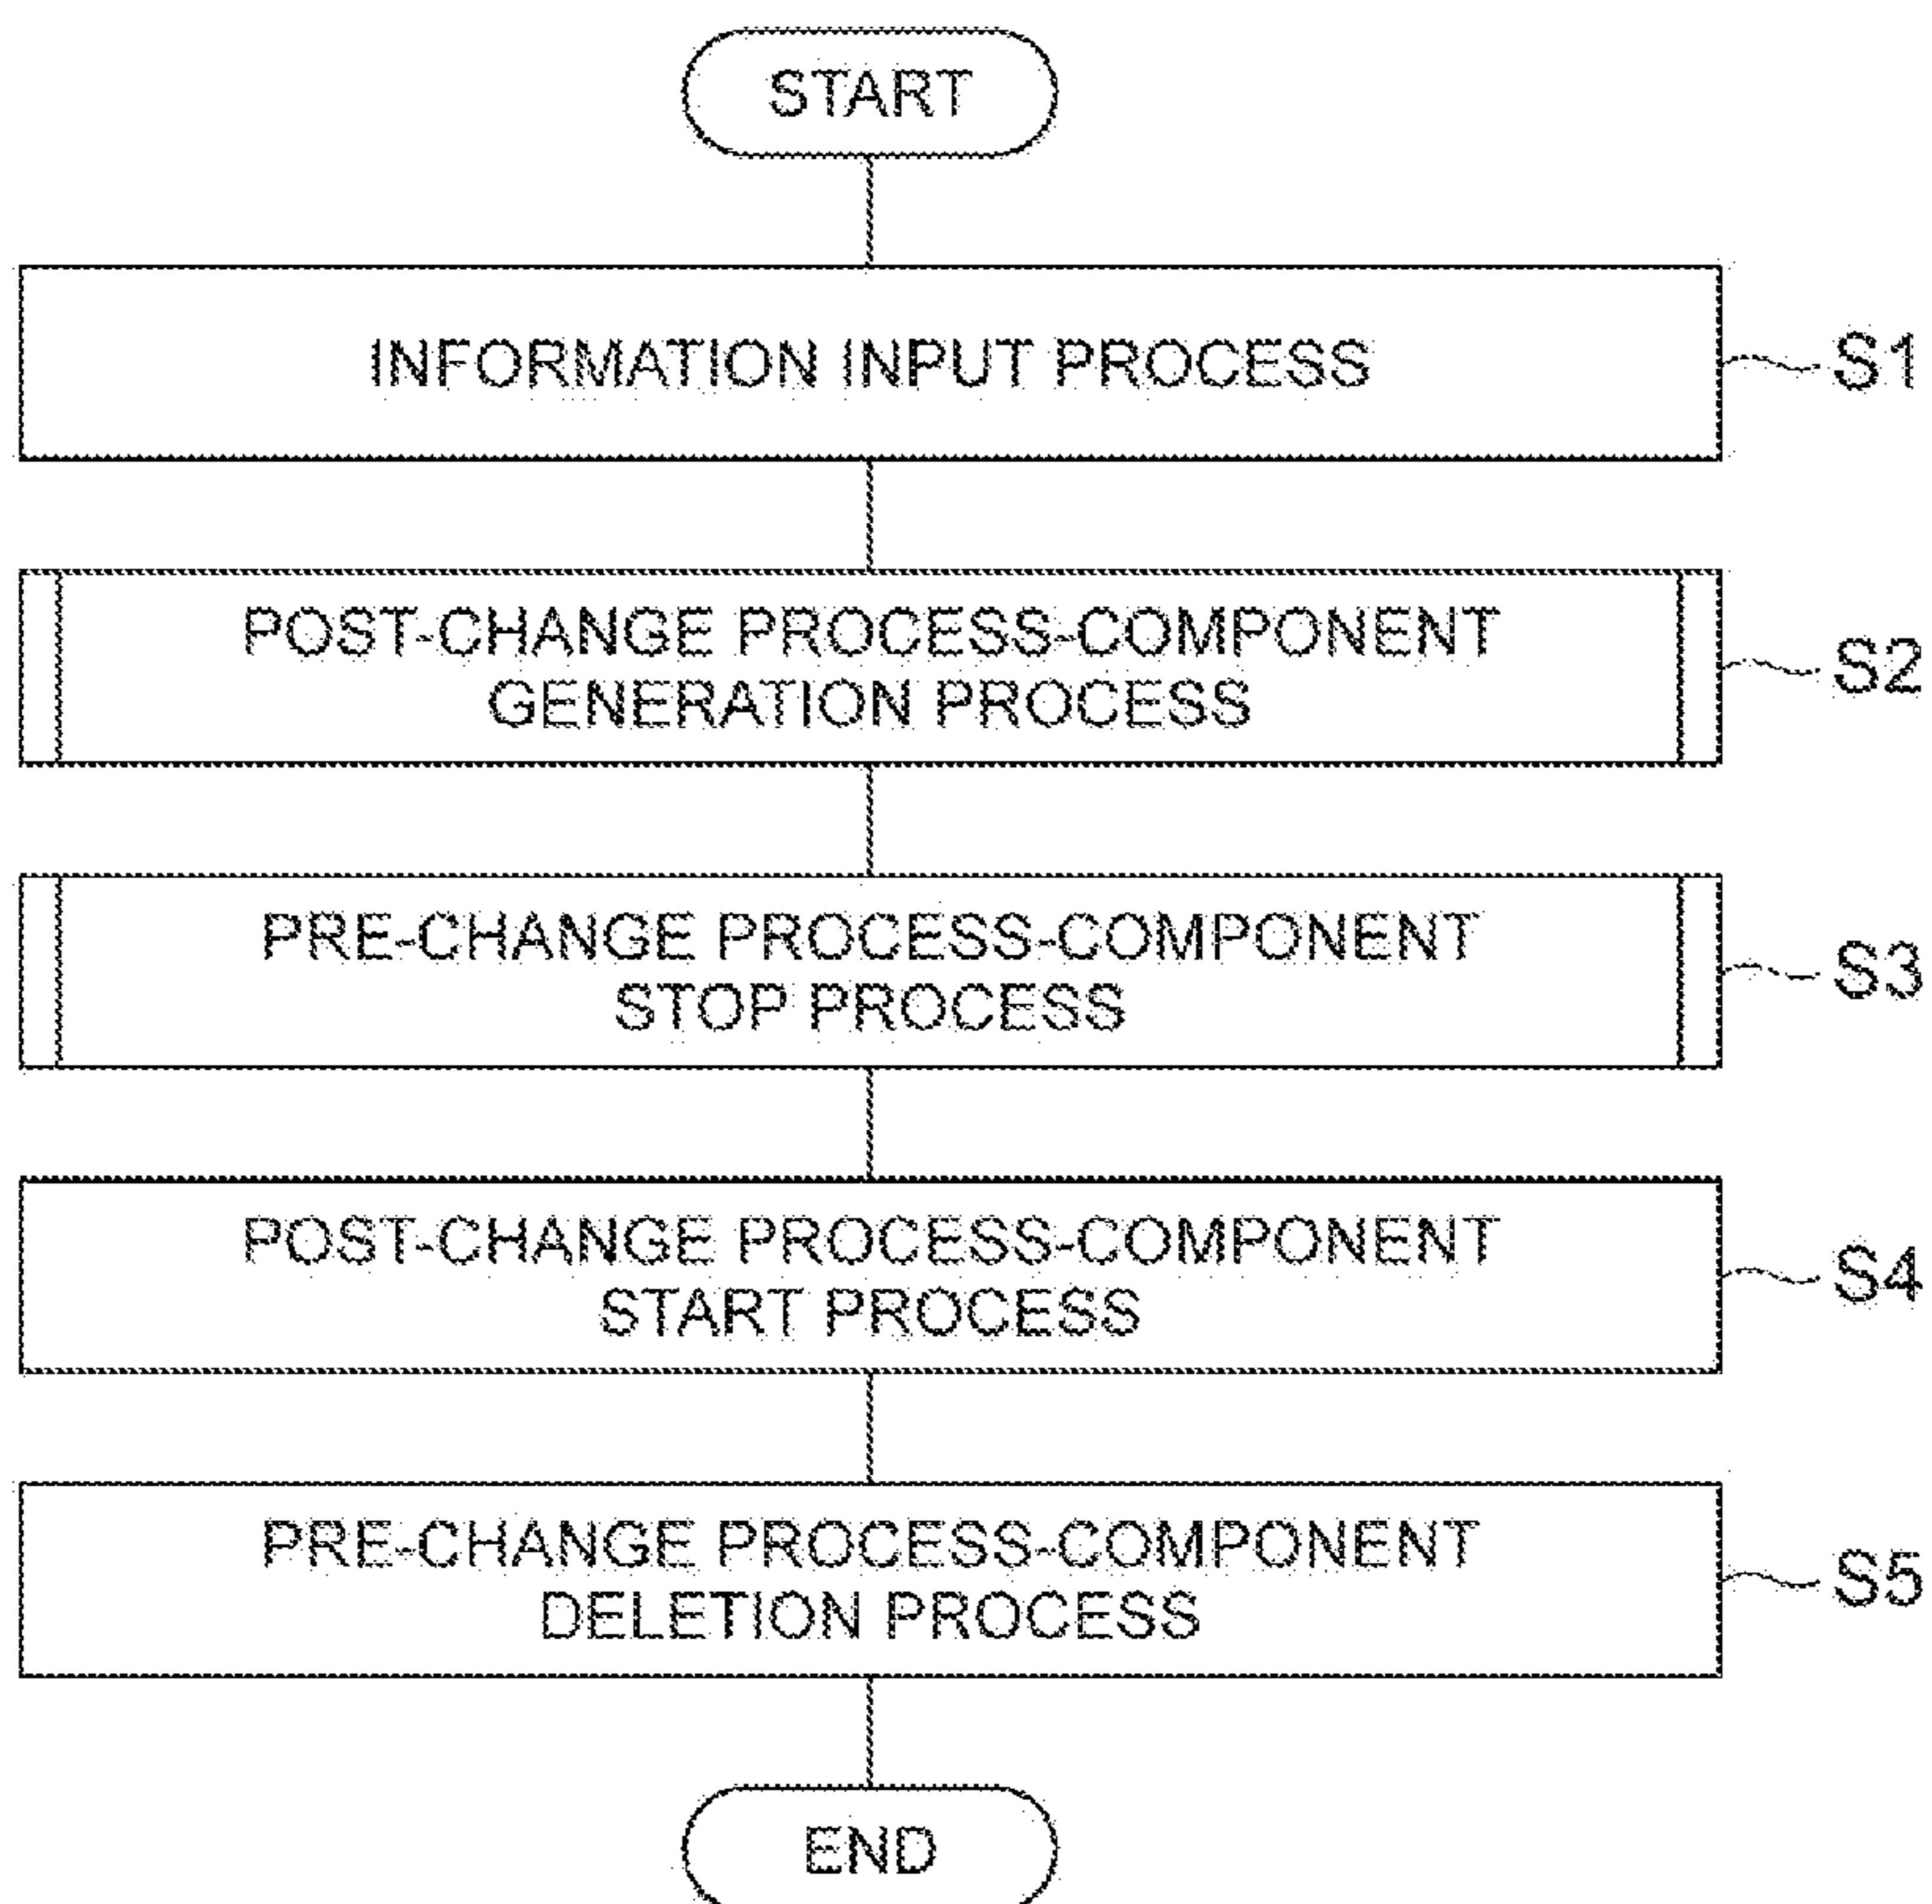 START
INFORMATION INPUT PROCESS
S1
POST-CHANGE PROCESS-COMPONENT
GENERATION PROCESS
S2
PRE-CHANGE PROCESS-COMPONENT
STOP PROCESS
S3
POST-CHANGE PROCESS-COMPONENT
START PROCESS
S4
PRE-CHANGE PROCESS-COMPONENT
DELETION PROCESS
S5
END